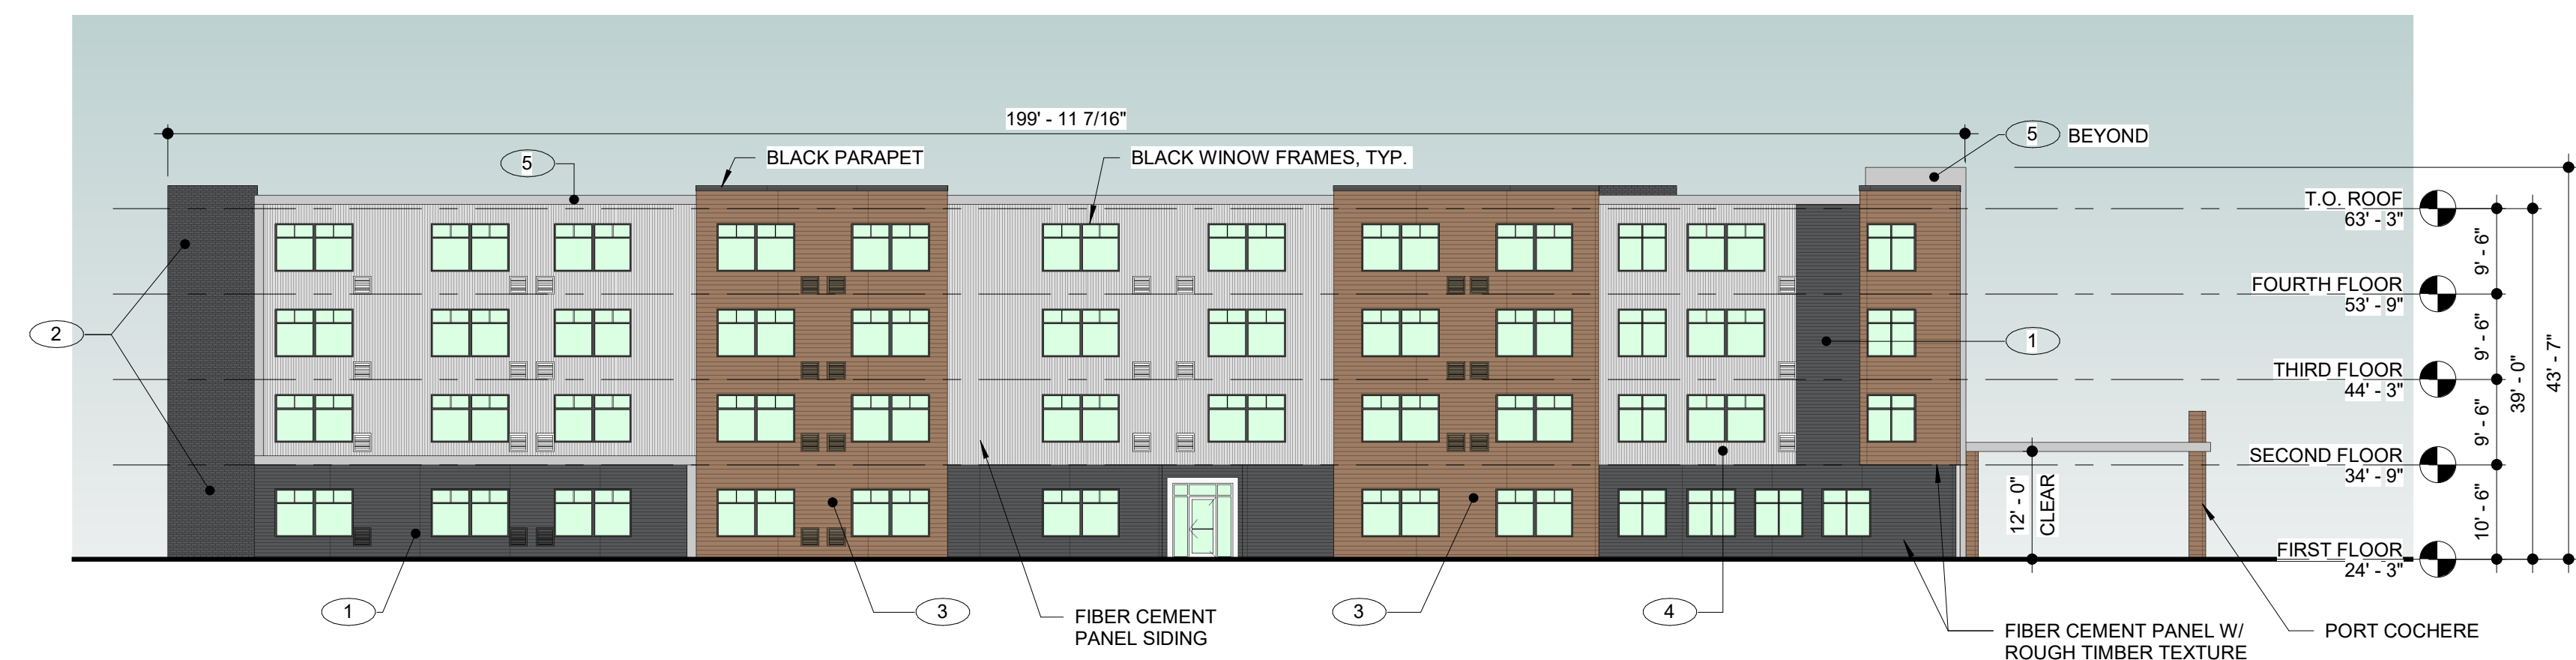 199' - 11 7/16"
5 BEYOND
5
BLACK PARAPET
BLACK WINOW FRAMES, TYP.
T.O. ROOF
63' - 3"
9' - 6"
FOURTH FLOOR
53' - 9"
2
1
9' - 6"
43' - 7"
THIRD FLOOR
44' - 3"
39' - 0"
9' - 6"
SECOND FLOOR
34' - 9"
12' - 0"
CLEAR
10' - 6"
FIRST FLOOR
24' - 3"
1
3
3
4
FIBER CEMENT
PANEL SIDING
FIBER CEMENT PANEL W/
ROUGH TIMBER TEXTURE
PORT COCHERE